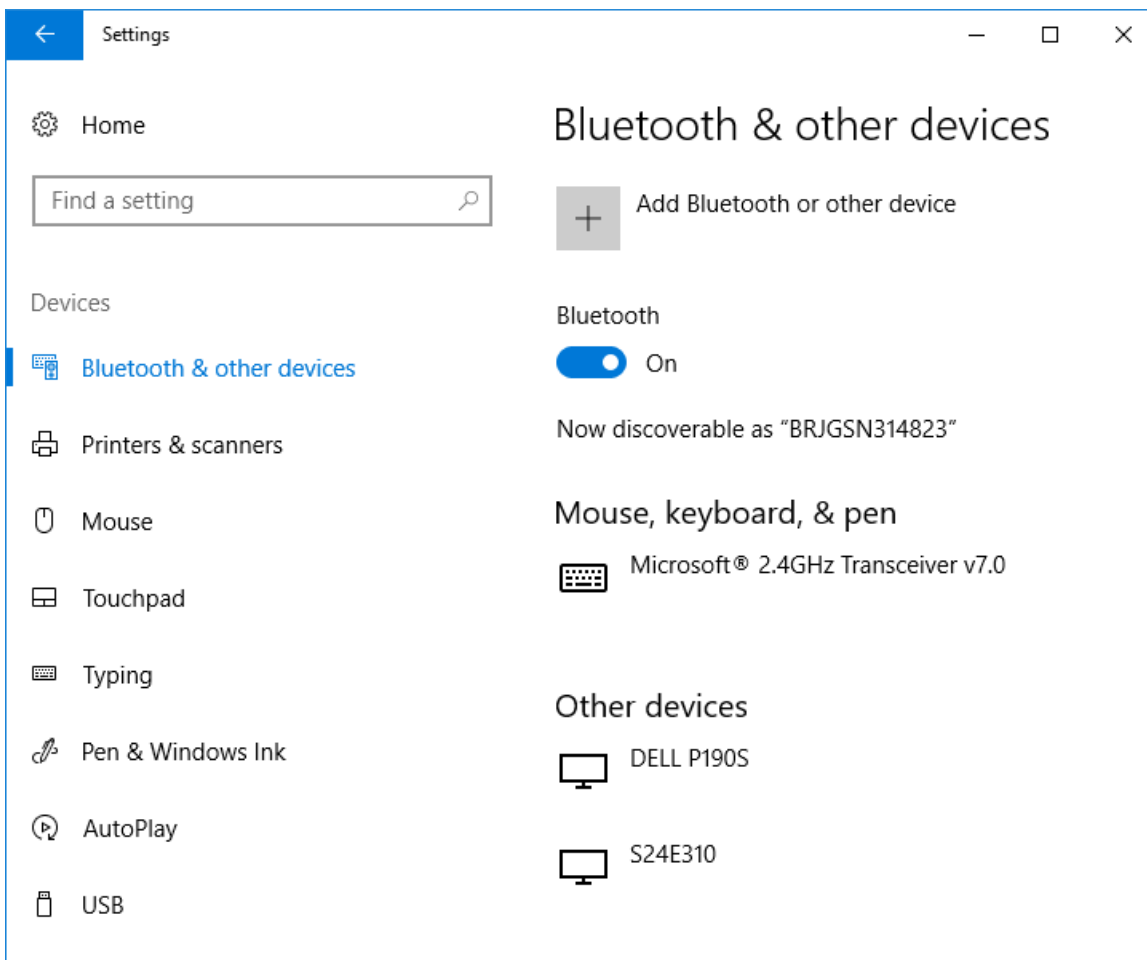 Settings
Home
Find a setting
Devices
Bluetooth & other devices
Printers & scanners
Mouse
Touchpad
Typing
Pen & Windows Ink
AutoPlay
USB
Bluetooth & other devices
Add Bluetooth or other device
Bluetooth
On
Now discoverable as “BRJGSN314823”
Mouse, keyboard, & pen
Microsoft® 2.4GHz Transceiver v7.0
Other devices
DELL P190S
S24E310